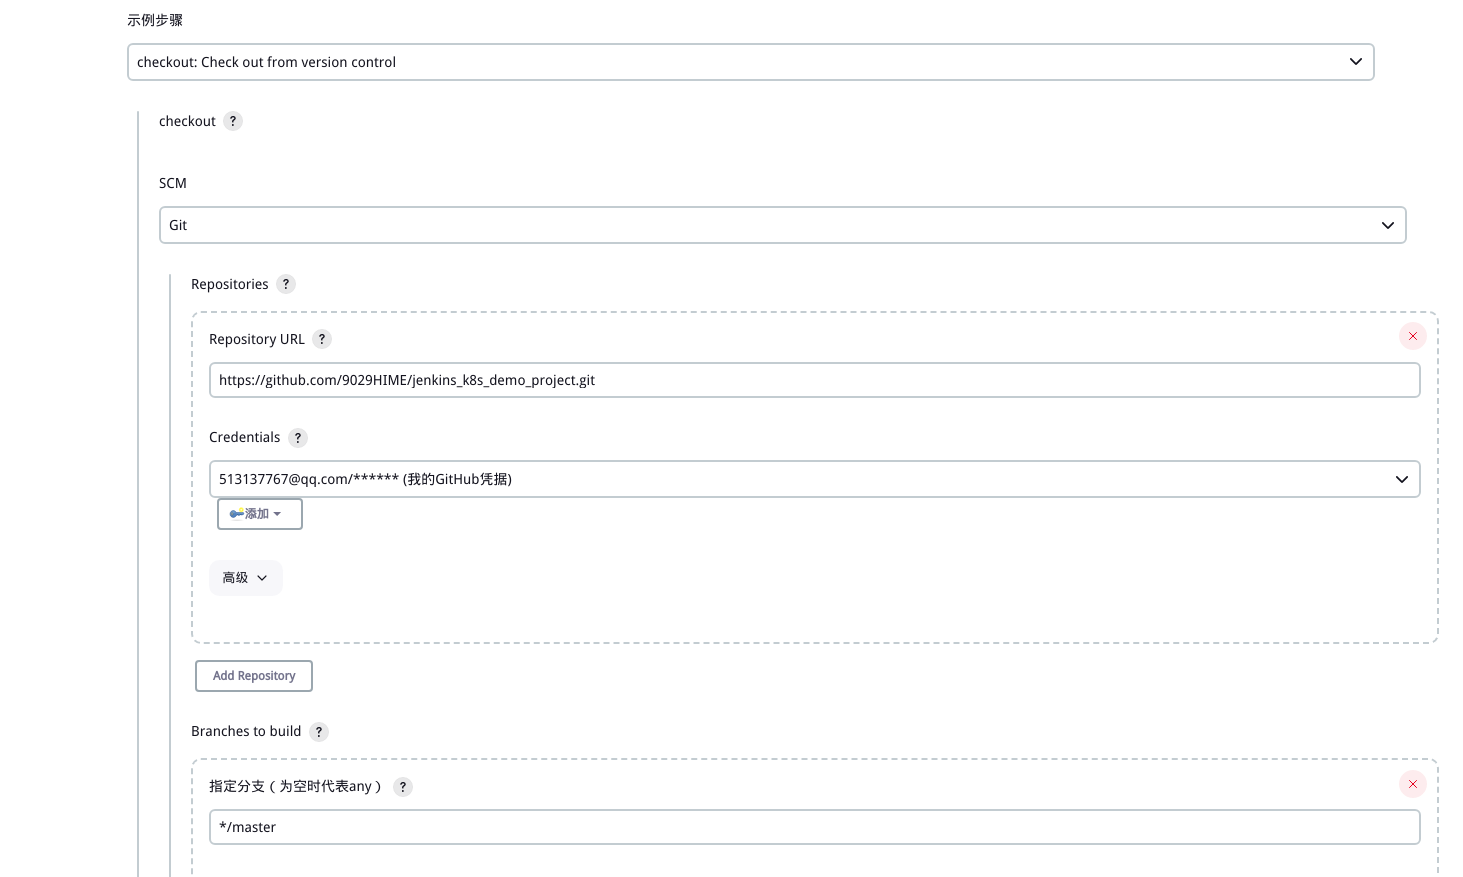 示例步骤
checkout: Check out from version control
checkout ?
SCM
Git
Repositories ?
Repository URL ?
https://github.com/9029HIME/jenkins_k8s_demo_project.git
Credentials ?
513137767@qq.com/****** (我的GitHub凭据)
添加
高级
Add Repository
Branches to build ?
指定分支（为空时代表any） ?
*/master